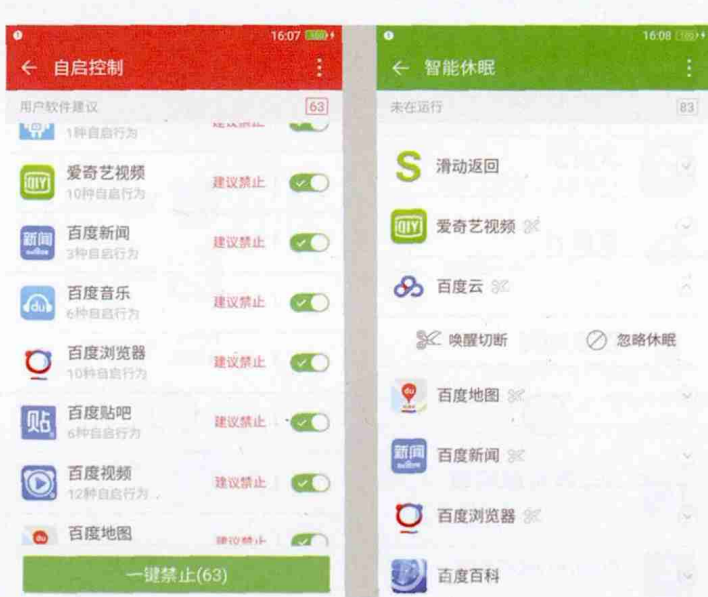 16:07
自启控制
用户软件建议 63
1种自启行为
爱奇艺视频
10种自启行为
建议禁止
百度新闻
3种自启行为
建议禁止
百度音乐
6种自启行为
建议禁止
百度浏览器
10种自启行为
建议禁止
百度贴吧
6种自启行为
建议禁止
百度视频
12种自启行为
建议禁止
百度地图
建议禁止
一键禁止(63)
16:08
智能休眠
未在运行 83
滑动返回
爱奇艺视频
百度云
唤醒切断 忽略休眠
百度地图
百度新闻
百度浏览器
百度百科